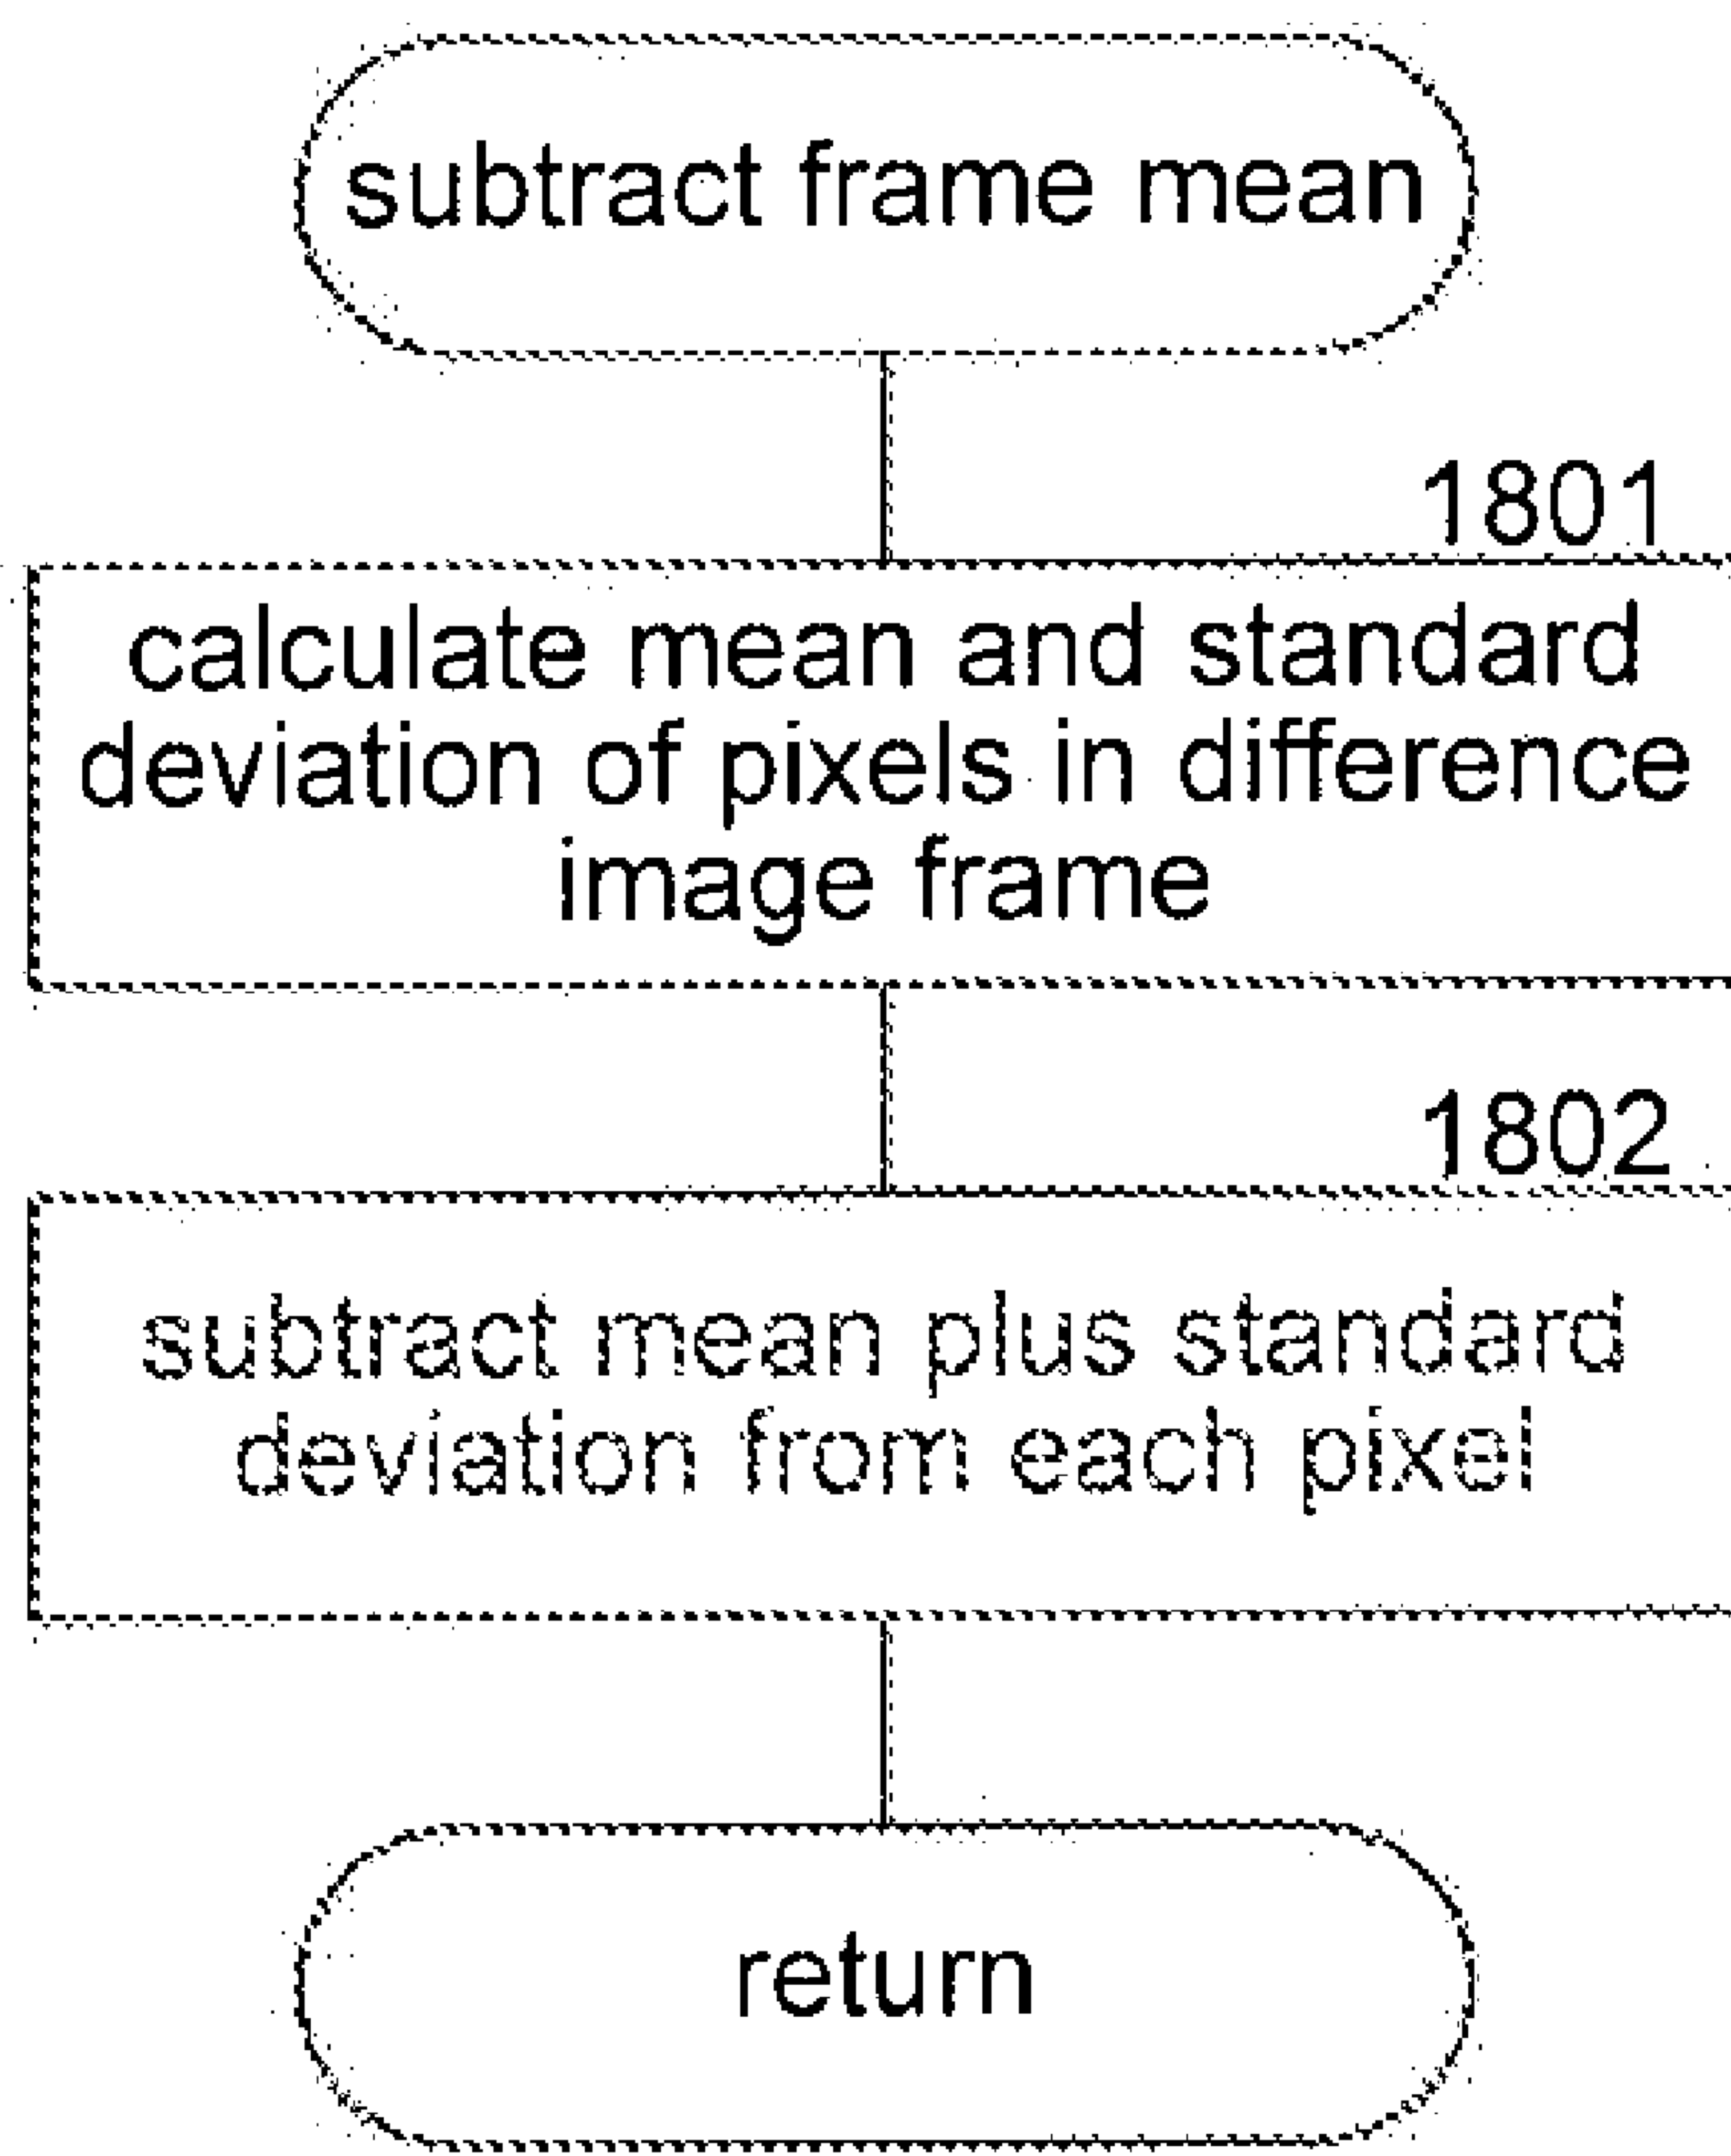 subtract frame mean
1801
calculate mean and standard
deviation of pixels in difference
image frame
1802
subtract mean plus standard
deviation from each pixel
return